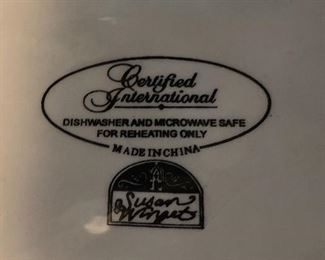 Certified
International
DISHWASHER AND MICROWAVE SAFE
FOR REHEATING ONLY
MADE IN CHINA
Susan
Winget